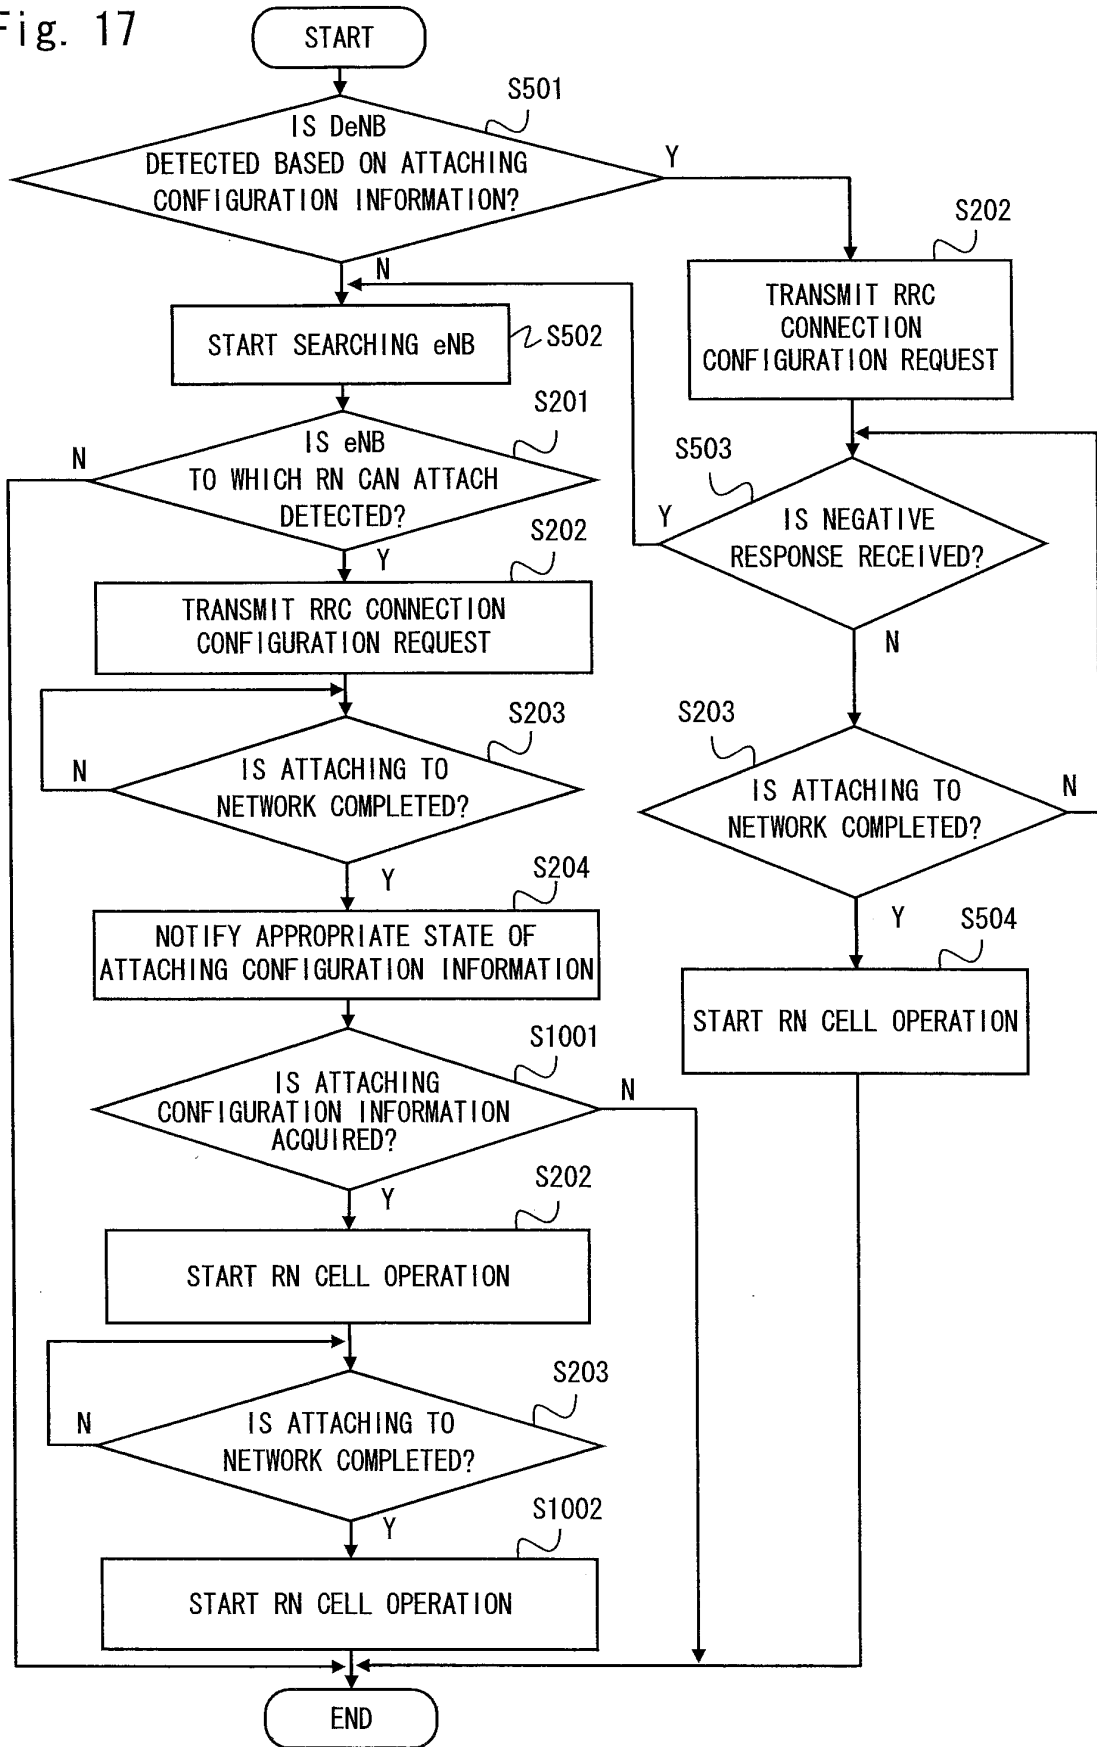 Fig. 17
START
S501
IS DeNB
DETECTED BASED ON ATTACHING
CONFIGURATION INFORMATION?
Y
N
S202
TRANSMIT RRC
CONNECTION
CONFIGURATION REQUEST
START SEARCHING eNB
S502
S201
IS eNB
TO WHICH RN CAN ATTACH
DETECTED?
N
Y
S503
IS NEGATIVE
RESPONSE RECEIVED?
Y
N
S202
TRANSMIT RRC CONNECTION
CONFIGURATION REQUEST
S203
IS ATTACHING TO
NETWORK COMPLETED?
N
Y
S203
IS ATTACHING TO
NETWORK COMPLETED?
N
Y
S204
NOTIFY APPROPRIATE STATE OF
ATTACHING CONFIGURATION INFORMATION
S504
START RN CELL OPERATION
S1001
IS ATTACHING
CONFIGURATION INFORMATION
ACQUIRED?
N
Y
S202
START RN CELL OPERATION
S203
IS ATTACHING TO
NETWORK COMPLETED?
N
Y
S1002
START RN CELL OPERATION
END